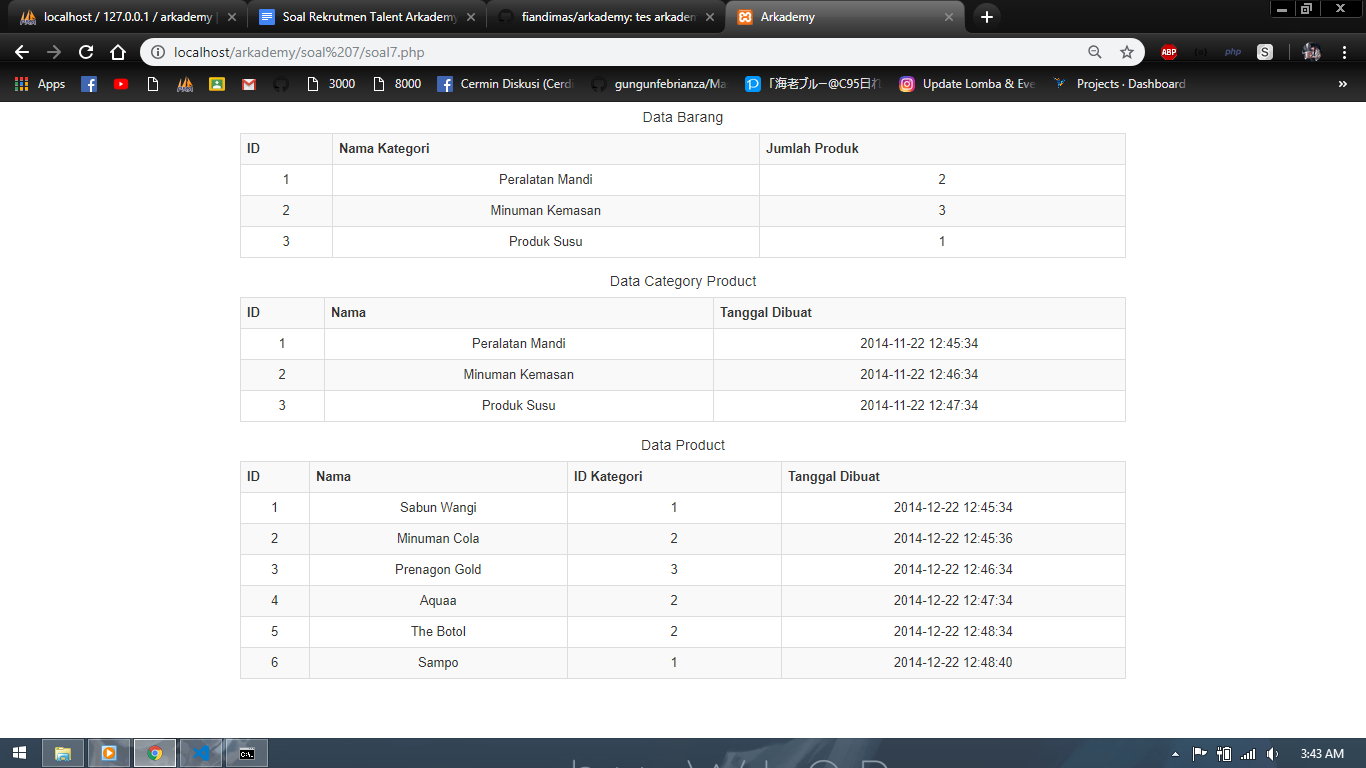 localhost / 127.0.0.1 / arkademy |
Soal Rekrutmen Talent Arkademy
fiandimas/arkademy: tes arkadem
Arkademy
localhost/arkademy/soal%207/soal7.php
ABP
php
S
Apps
3000
8000
Cermin Diskusi (Cerdi
gungunfebrianza/Ma
「海老ブルー@C95日れ
Update Lomba & Eve
Projects · Dashboard
»
Data Barang
ID Nama Kategori Jumlah Produk
1 Peralatan Mandi 2
2 Minuman Kemasan 3
3 Produk Susu 1
Data Category Product
ID Nama Tanggal Dibuat
1 Peralatan Mandi 2014-11-22 12:45:34
2 Minuman Kemasan 2014-11-22 12:46:34
3 Produk Susu 2014-11-22 12:47:34
Data Product
ID Nama ID Kategori Tanggal Dibuat
1 Sabun Wangi 1 2014-12-22 12:45:34
2 Minuman Cola 2 2014-12-22 12:45:36
3 Prenagon Gold 3 2014-12-22 12:46:34
4 Aquaa 2 2014-12-22 12:47:34
5 The Botol 2 2014-12-22 12:48:34
6 Sampo 1 2014-12-22 12:48:40
C:\.
3:43 AM